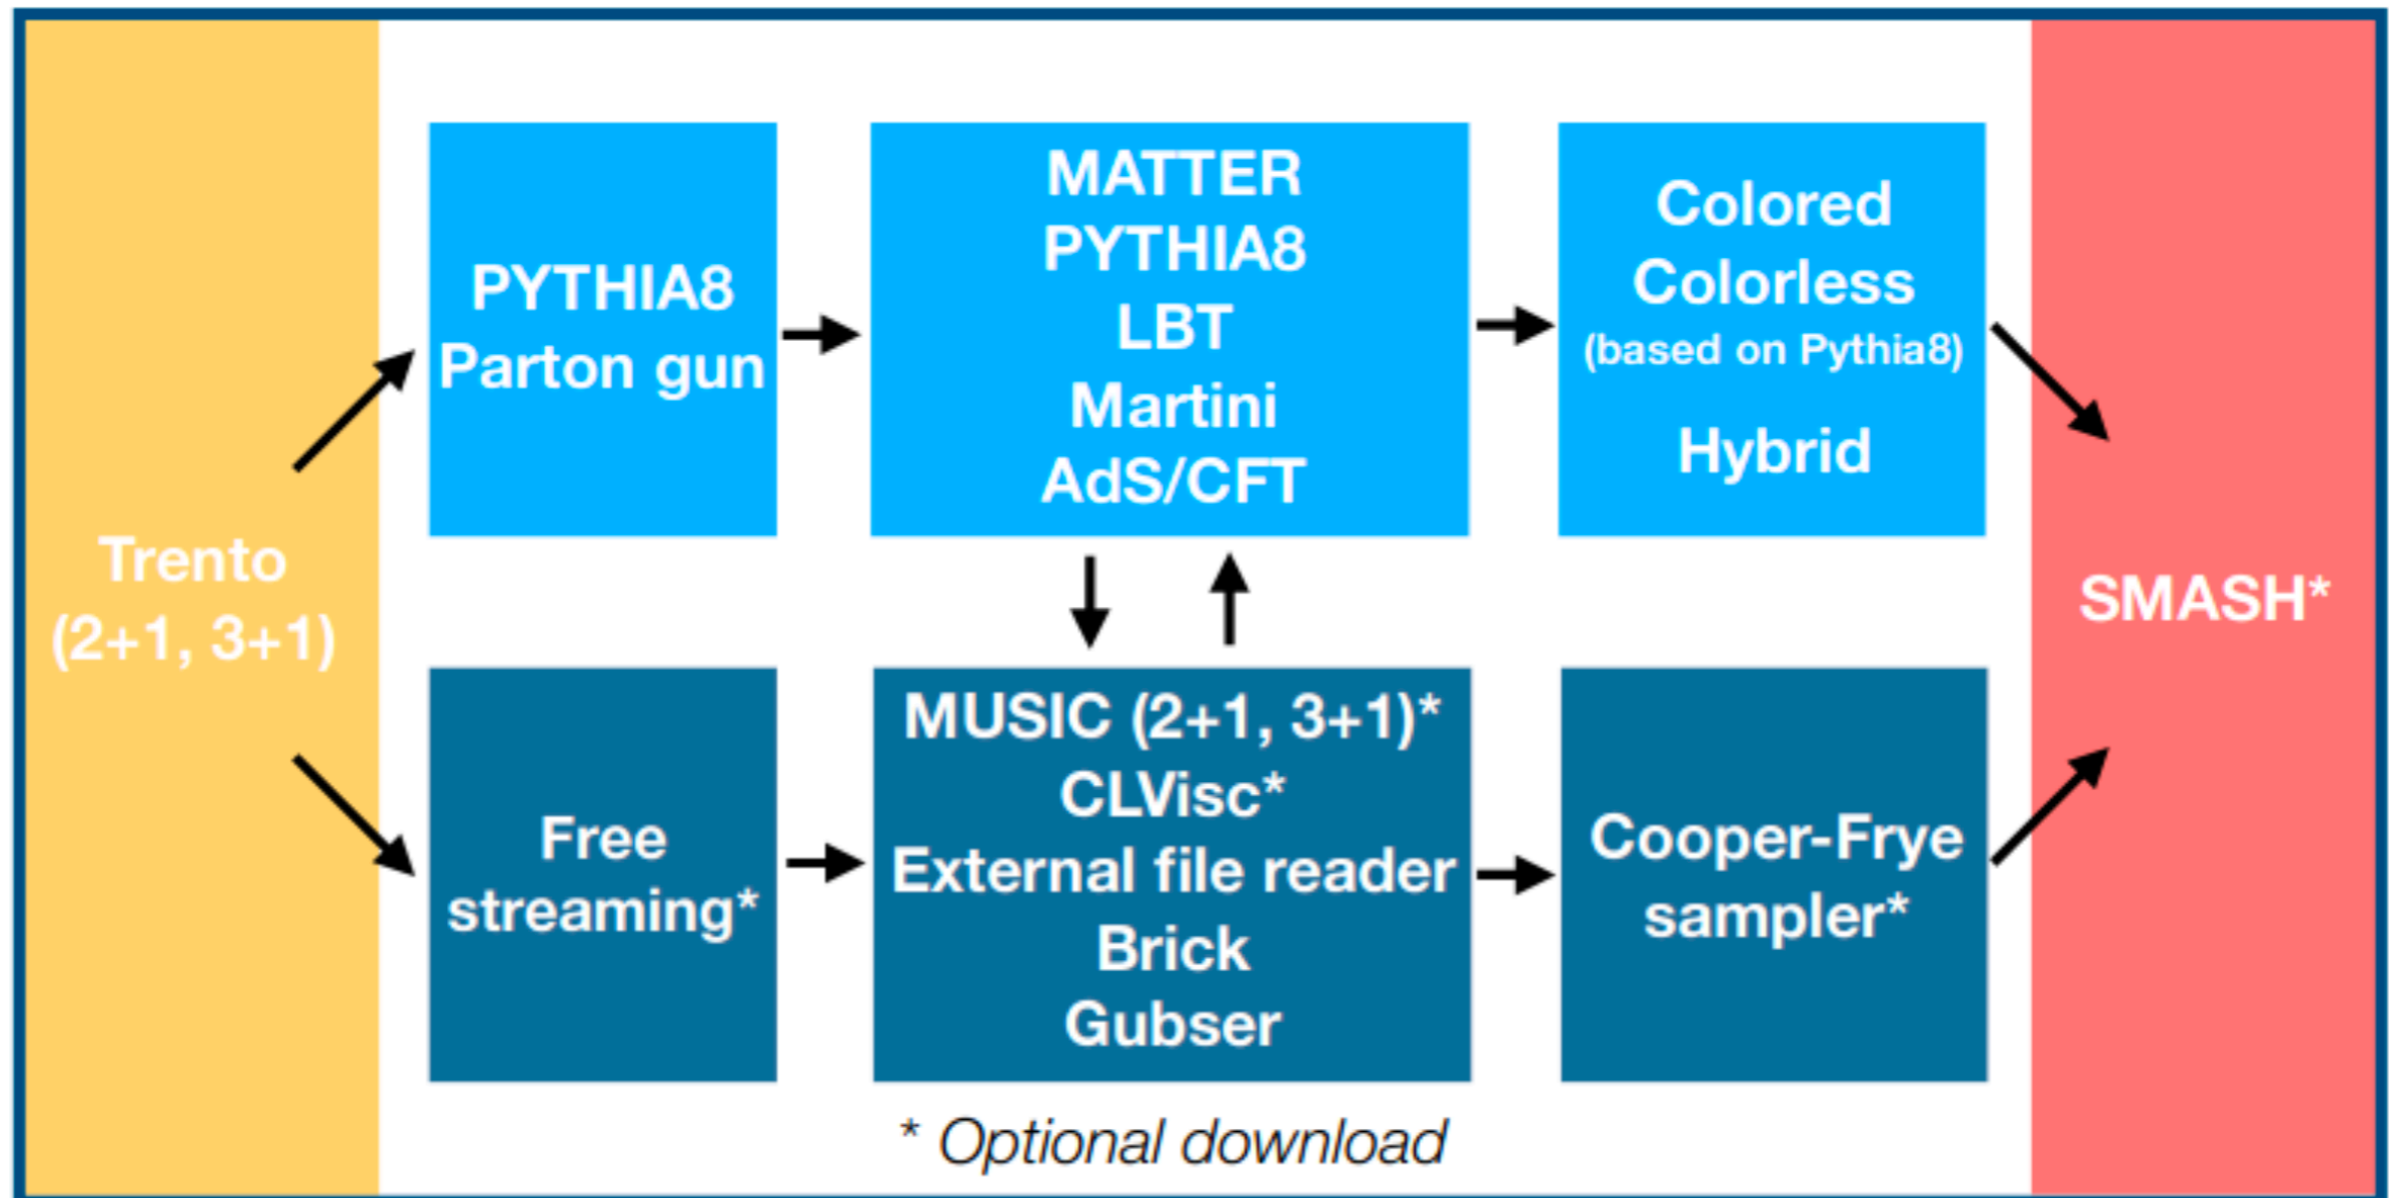 Trento
(2+1, 3+1)
PYTHIA8
Parton gun
MATTER
PYTHIA8
LBT
Martini
AdS/CFT
Colored
Colorless
(based on Pythia8)
Hybrid
Free
streaming*
MUSIC (2+1, 3+1)*
CLVisc*
External file reader
Brick
Gubser
Cooper-Frye
sampler*
SMASH*
* Optional download